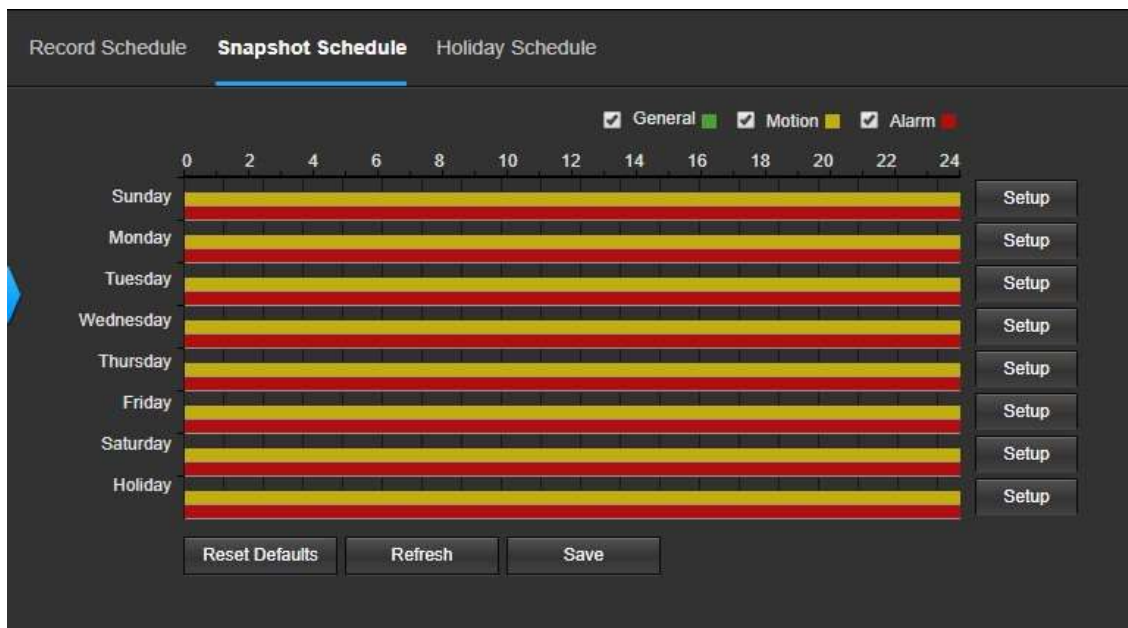 Record Schedule Snapshot Schedule Holiday Schedule
General Motion Alarm
0 2 4 6 8 10 12 14 16 18 20 22 24
Sunday Setup
Monday Setup
Tuesday Setup
Wednesday Setup
Thursday Setup
Friday Setup
Saturday Setup
Holiday Setup
Reset Defaults Refresh Save